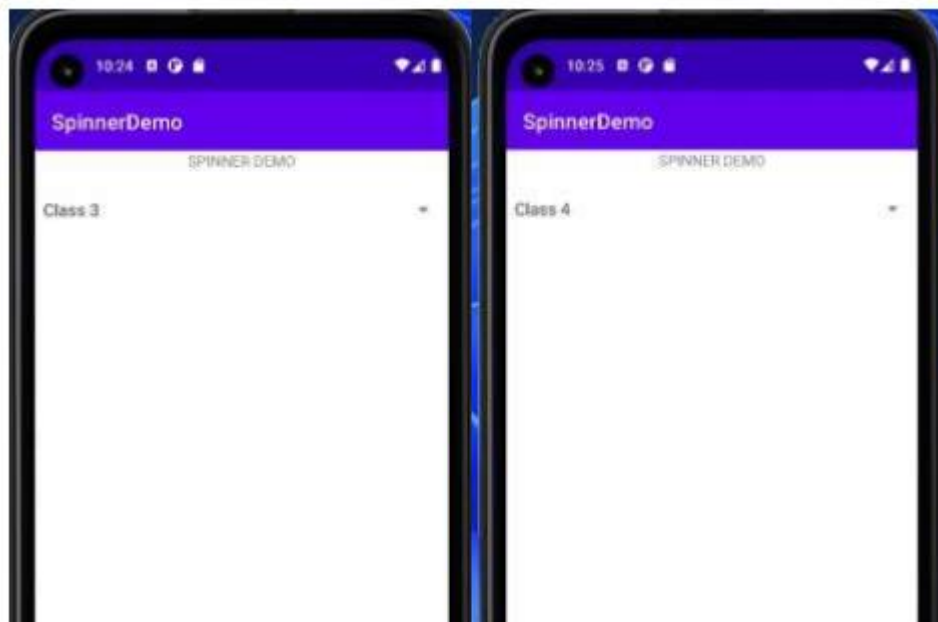 10:24
SpinnerDemo
SPINNER DEMO
Class 3
10:25
SpinnerDemo
SPINNER DEMO
Class 4